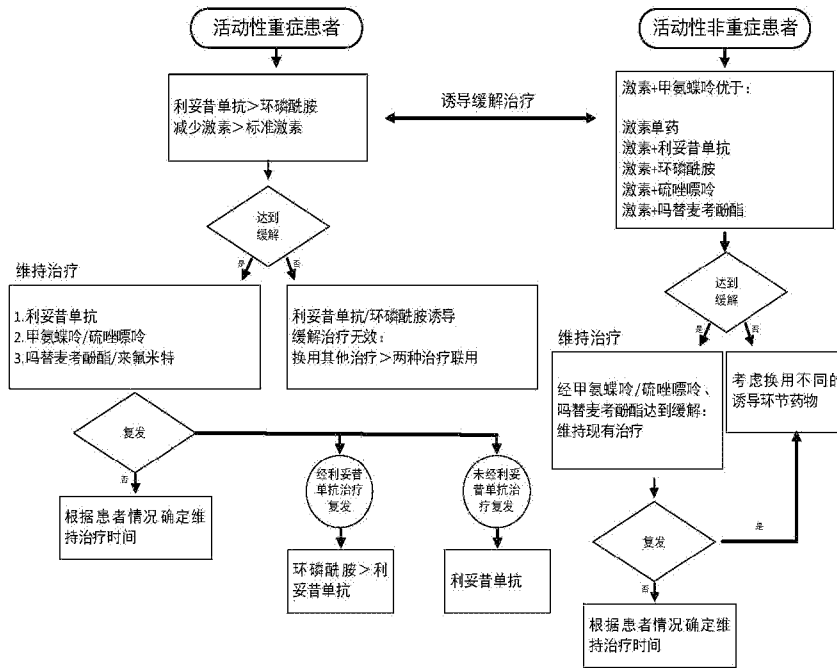 活动性重症患者
利妥昔单抗>环磷酰胺
减少激素>标准激素
达到
缓解
是
否
维持治疗
1.利妥昔单抗
2.甲氨蝶呤/硫唑嘌呤
3.吗替麦考酚酯/来氟米特
利妥昔单抗/环磷酰胺诱导
缓解治疗无效:
换用其他治疗>两种治疗联用
复发
否
根据患者情况确定维
持治疗时间
经利妥昔
单抗治疗
复发
未经利妥
昔单抗治
疗复发
环磷酰胺>利
妥昔单抗
利妥昔单抗
诱导缓解治疗
活动性非重症患者
激素+甲氨蝶呤优于:
激素单药
激素+利妥昔单抗
激素+环磷酰胺
激素+硫唑嘌呤
激素+吗替麦考酚酯
达到
缓解
是
否
维持治疗
经甲氨蝶呤/硫唑嘌呤、
吗替麦考酚酯达到缓解:
维持现有治疗
考虑换用不同的
诱导环节药物
复发
是
否
根据患者情况确定维
持治疗时间